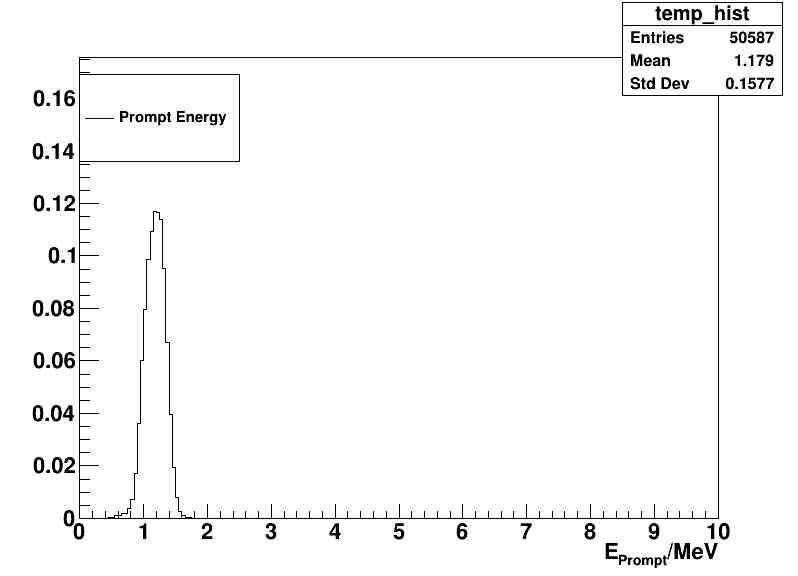 temp_hist
Entries 50587
Mean 1.179
Std Dev 0.1577
Prompt Energy
0.16
0.14
0.12
0.1
0.08
0.06
0.04
0.02
0
0 1 2 3 4 5 6 7 8 9 10
E_Prompt/MeV